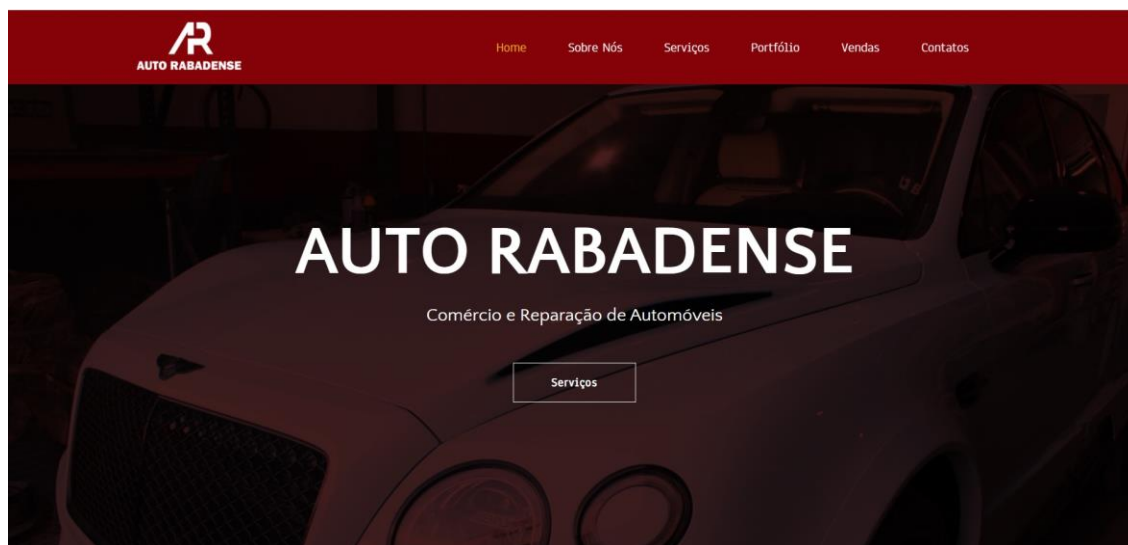 AR
AUTO RABADENSE
Home Sobre Nós Serviços Portfólio Vendas Contatos
AUTO RABADENSE
Comércio e Reparação de Automóveis
Serviços